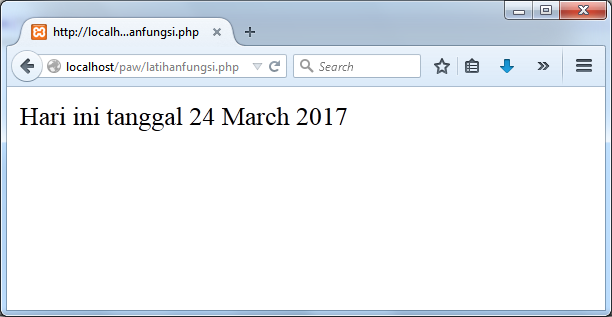 http://localh...anfungsi.php
localhost/paw/latihanfungsi.php
Search
Hari ini tanggal 24 March 2017